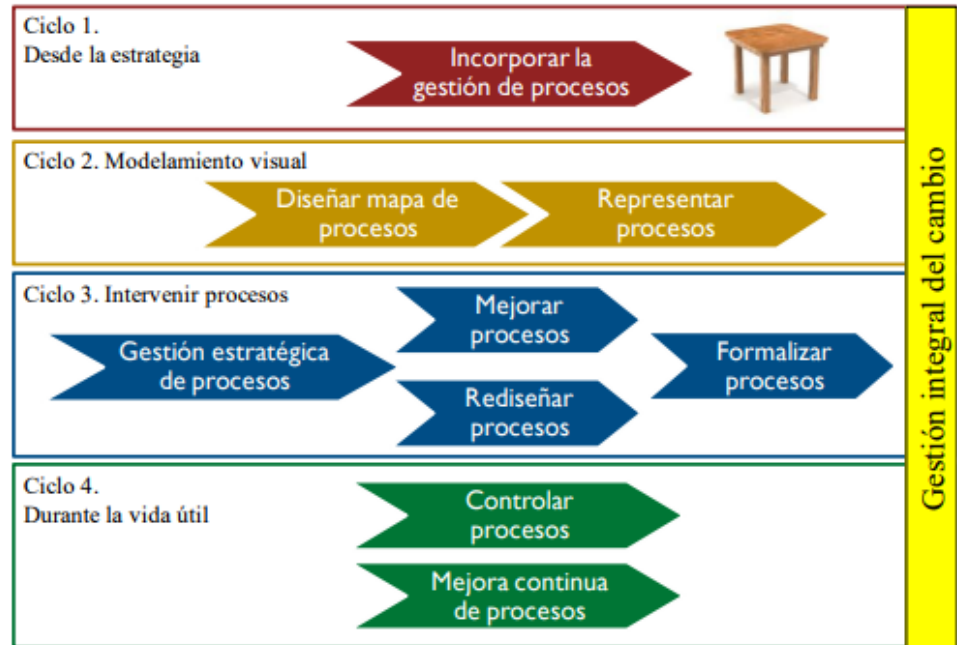 Ciclo 1.
Desde la estrategia
Incorporar la
gestión de procesos
Ciclo 2. Modelamiento visual
Diseñar mapa de
procesos
Representar
procesos
Ciclo 3. Intervenir procesos
Gestión estratégica
de procesos
Mejorar
procesos
Rediseñar
procesos
Formalizar
procesos
Ciclo 4.
Durante la vida útil
Controlar
procesos
Mejora continua
de procesos
Gestión integral del cambio